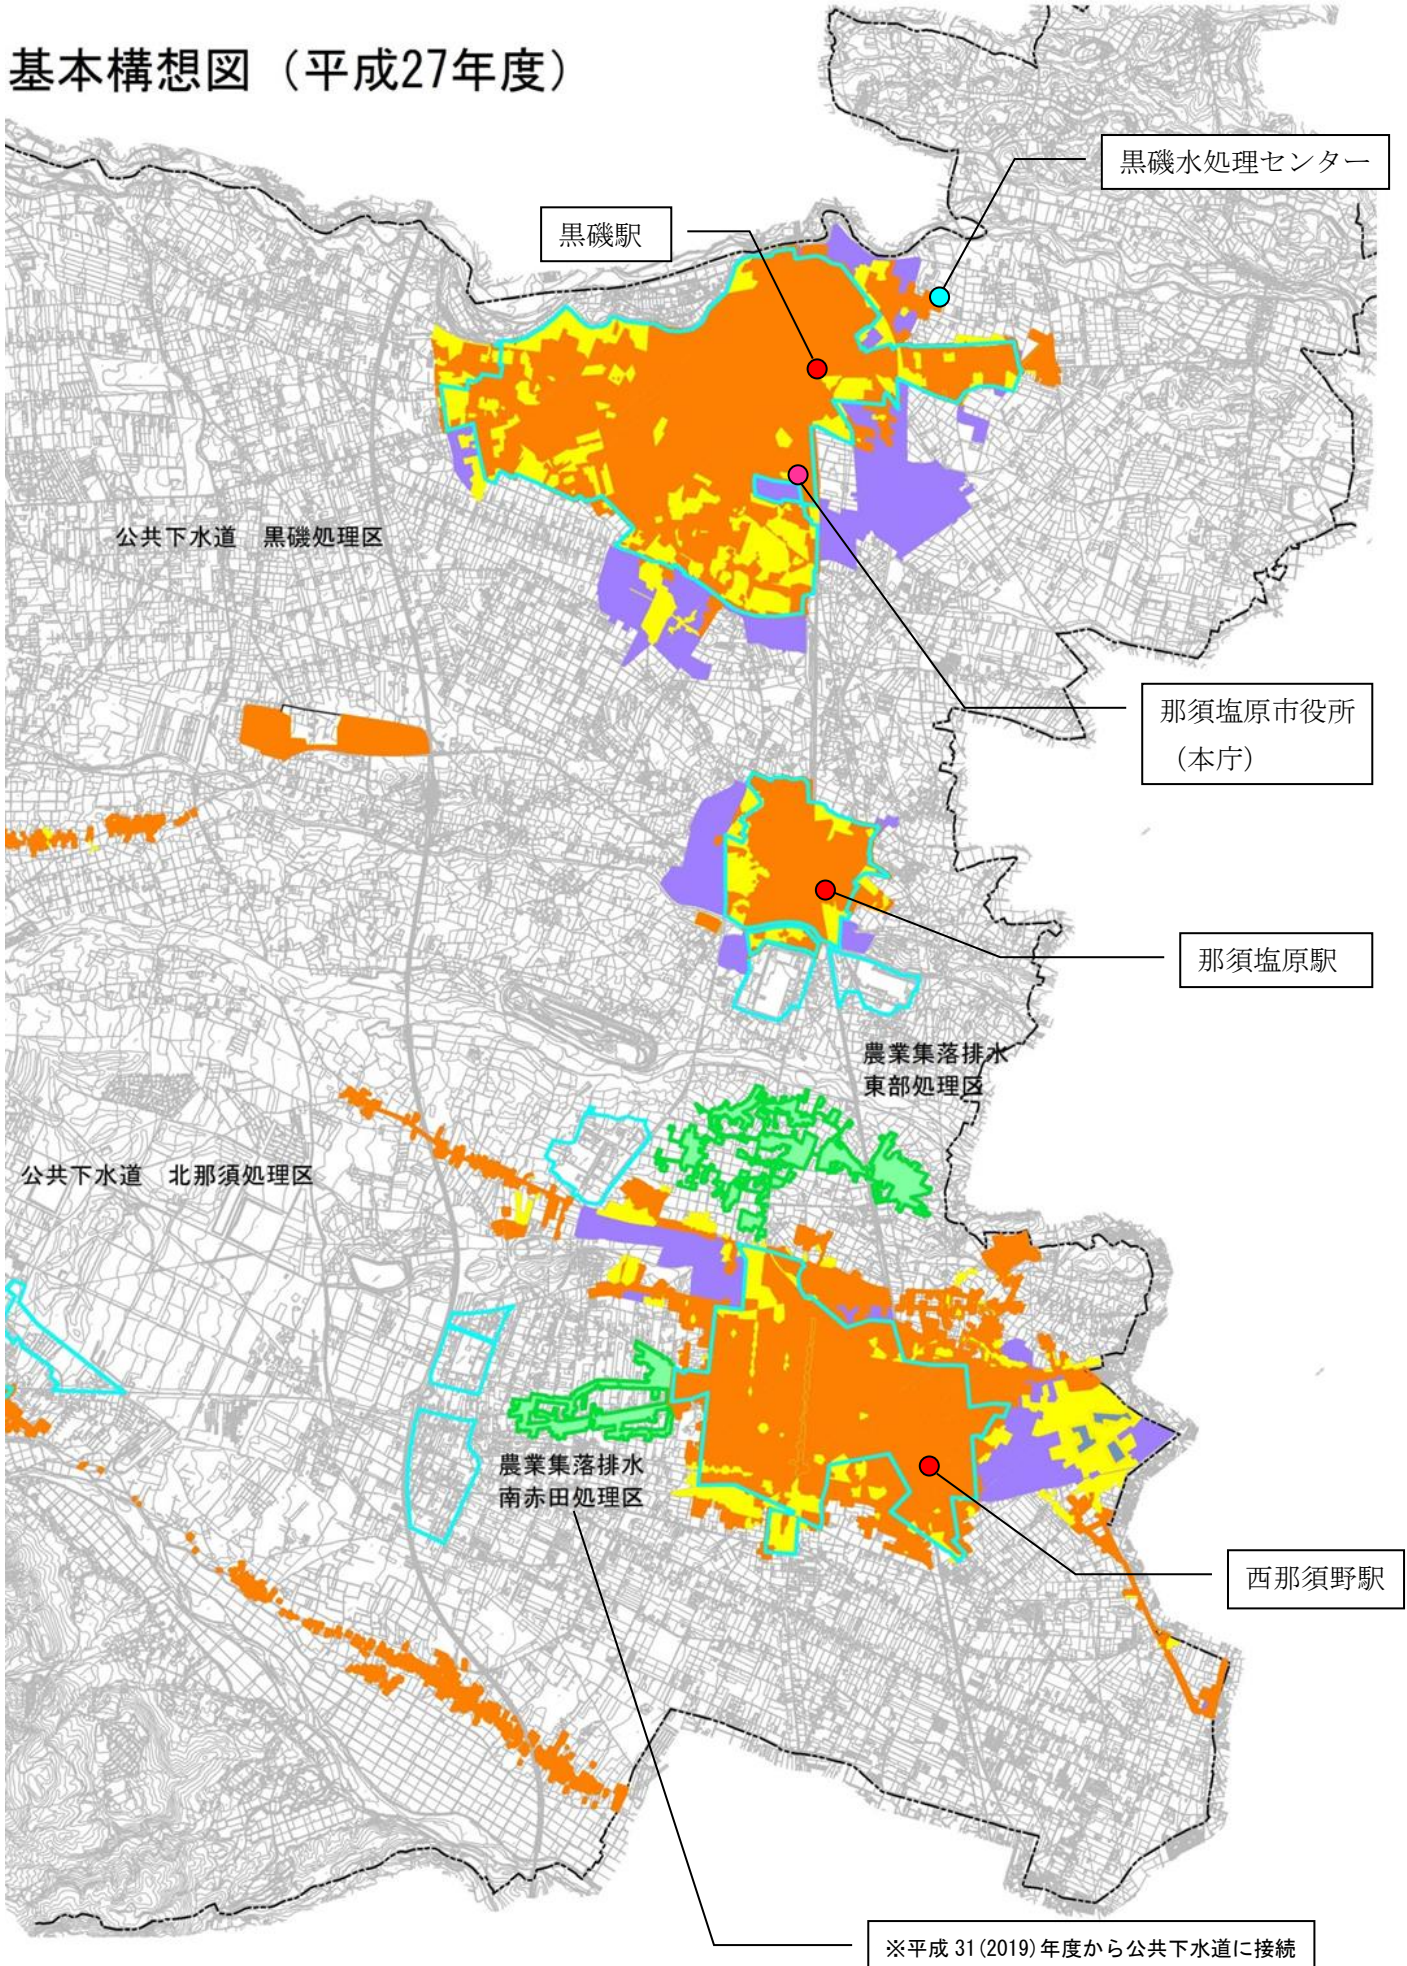 基本構想図（平成27年度）
黒磯水処理センター
黒磯駅
公共下水道　黒磯処理区
那須塩原市役所
（本庁）
那須塩原駅
農業集落排水
東部処理区
公共下水道　北那須処理区
農業集落排水
南赤田処理区
西那須野駅
※平成 31(2019)年度から公共下水道に接続